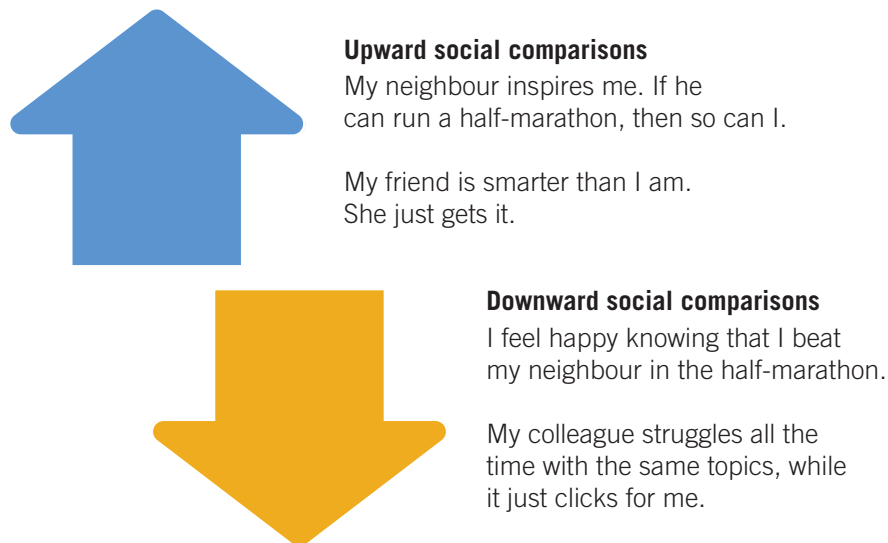 Upward social comparisons
My neighbour inspires me. If he
can run a half-marathon, then so can I.
My friend is smarter than I am.
She just gets it.
Downward social comparisons
I feel happy knowing that I beat
my neighbour in the half-marathon.
My colleague struggles all the
time with the same topics, while
it just clicks for me.